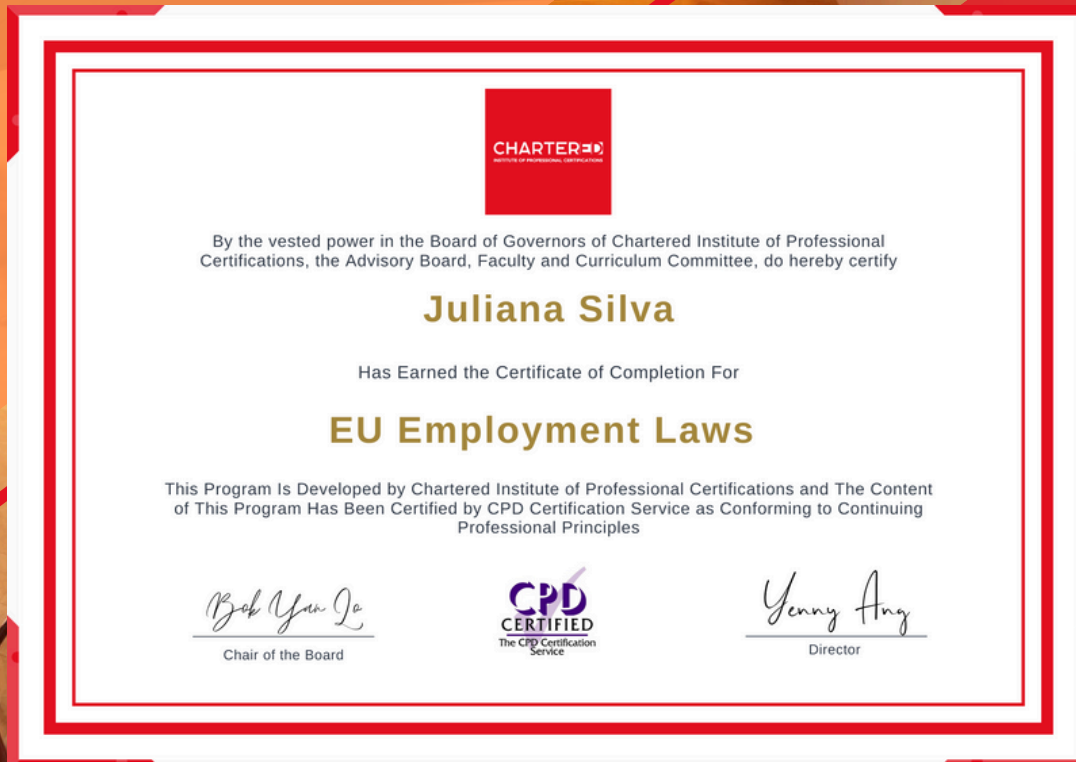 CHARTERED
INSTITUTE OF PROFESSIONAL CERTIFICATIONS
By the vested power in the Board of Governors of Chartered Institute of Professional
Certifications, the Advisory Board, Faculty and Curriculum Committee, do hereby certify
Juliana Silva
Has Earned the Certificate of Completion For
EU Employment Laws
This Program Is Developed by Chartered Institute of Professional Certifications and The Content
of This Program Has Been Certified by CPD Certification Service as Conforming to Continuing
Professional Principles
Bok Yan Lo
Chair of the Board
CPD
CERTIFIED
The CPD Certification
Service
Yenny Ang
Director